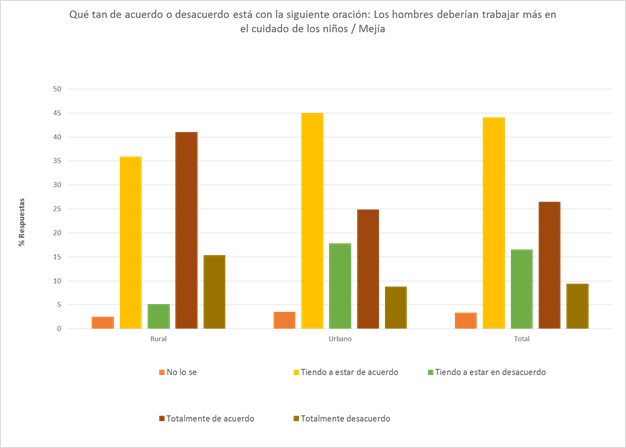 Qué tan de acuerdo o desacuerdo está con la siguiente oración: Los hombres deberían trabajar más en
el cuidado de los niños / Mejía
50
45
40
35
30
25
20
15
10
5
0
% Respuestas
Rural Urbano Total
No lo se Tiendo a estar de acuerdo Tiendo a estar en desacuerdo
Totalmente de acuerdo Totalmente desacuerdo